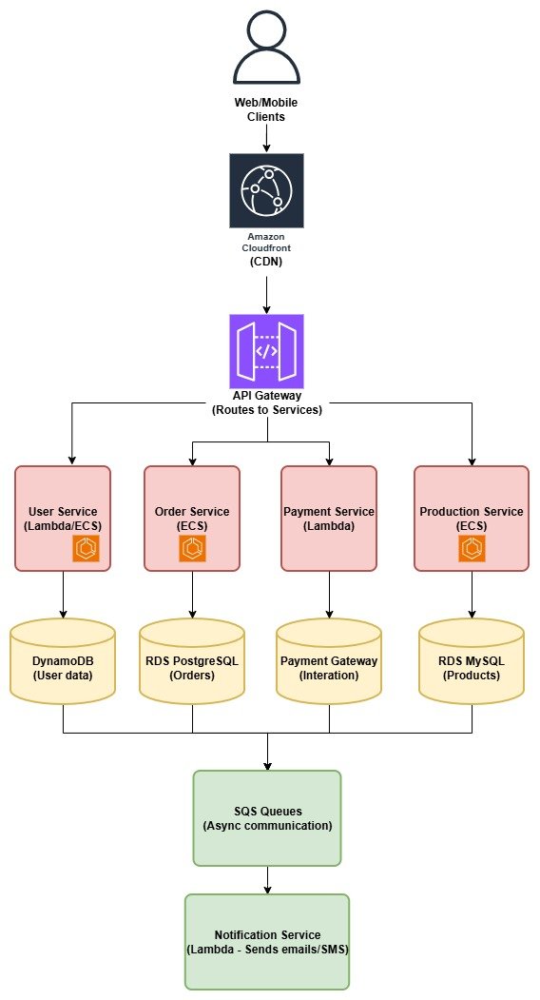 Web/Mobile
Clients
Amazon
Cloudfront
(CDN)
</>
API Gateway
(Routes to Services)
User Service
(Lambda/ECS)
Order Service
(ECS)
Payment Service
(Lambda)
Production Service
(ECS)
DynamoDB
(User data)
RDS PostgreSQL
(Orders)
Payment Gateway
(Interation)
RDS MySQL
(Products)
SQS Queues
(Async communication)
Notification Service
(Lambda - Sends emails/SMS)